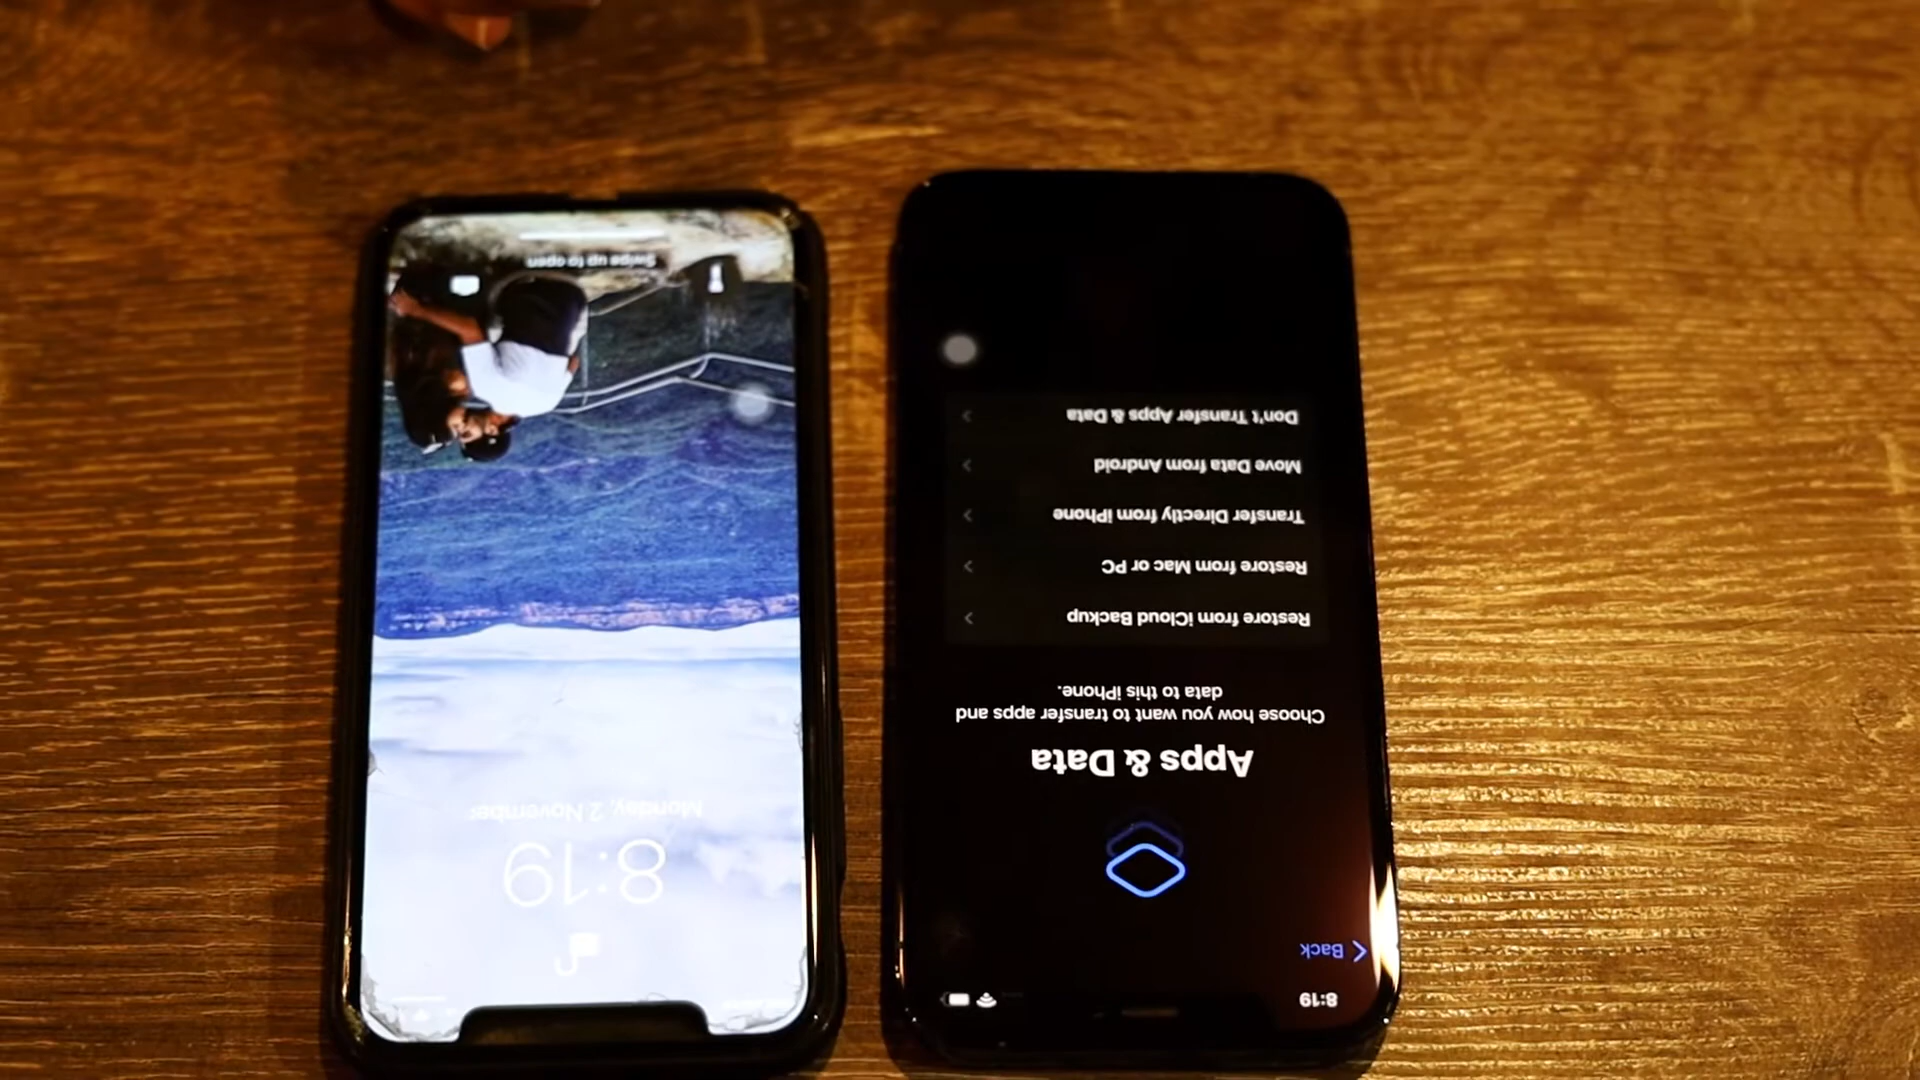 8:19
Monday, 2 November
Swipe up to open
8:19
Back
Apps & Data
Choose how you want to transfer apps and
data to this iPhone.
Restore from iCloud Backup
Restore from Mac or PC
Transfer Directly from iPhone
Move Data from Android
Don't Transfer Apps & Data